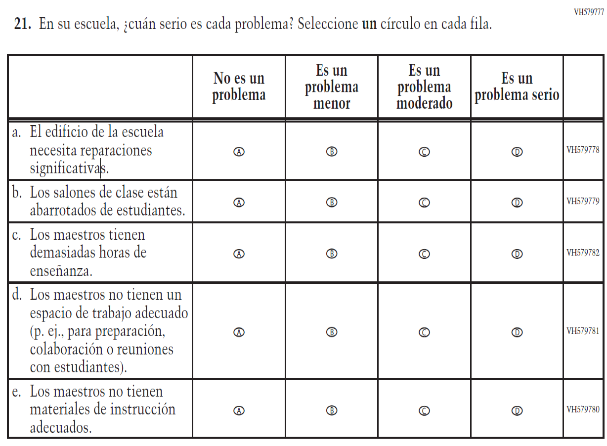 VH579777
21. En su escuela, ¿cuán serio es cada problema? Seleccione un círculo en cada fila.
No es un problema
Es un problema menor
Es un problema moderado
Es un problema serio
a. El edificio de la escuela
necesita reparaciones
significativas.
A B C D VH579778
b. Los salones de clase están
abarrotados de estudiantes.
A B C D VH579779
c. Los maestros tienen
demasiadas horas de
enseñanza.
A B C D VH579782
d. Los maestros no tienen un
espacio de trabajo adecuado
(p. ej., para preparación,
colaboración o reuniones
con estudiantes).
A B C D VH579781
e. Los maestros no tienen
materiales de instrucción
adecuados.
A B C D VH579780